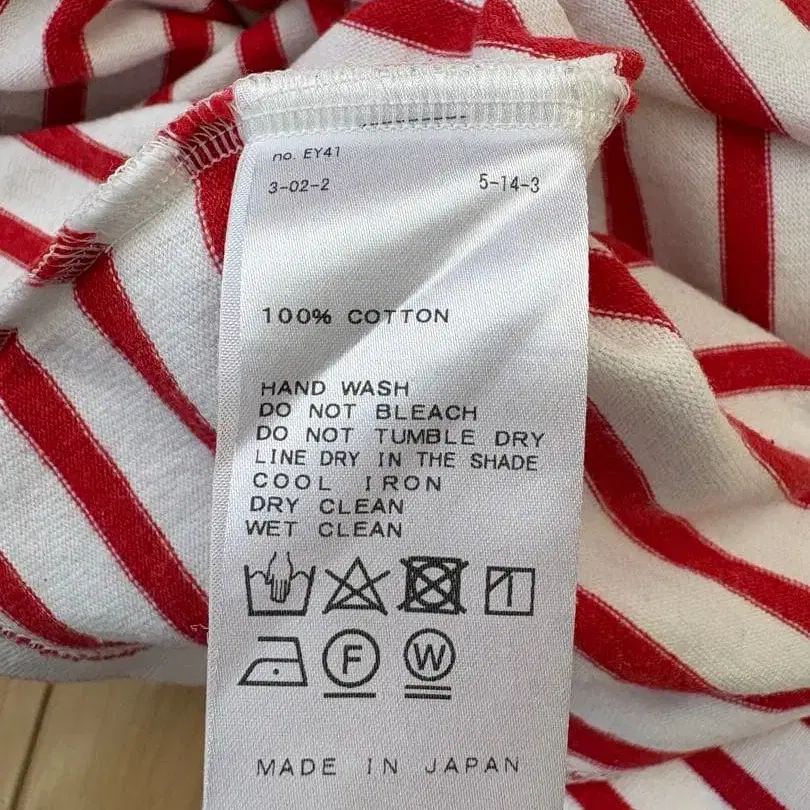 no. EY41
3-02-2 5-14-3
100% COTTON
HAND WASH
DO NOT BLEACH
DO NOT TUMBLE DRY
LINE DRY IN THE SHADE
COOL IRON
DRY CLEAN
WET CLEAN
F W
MADE IN JAPAN